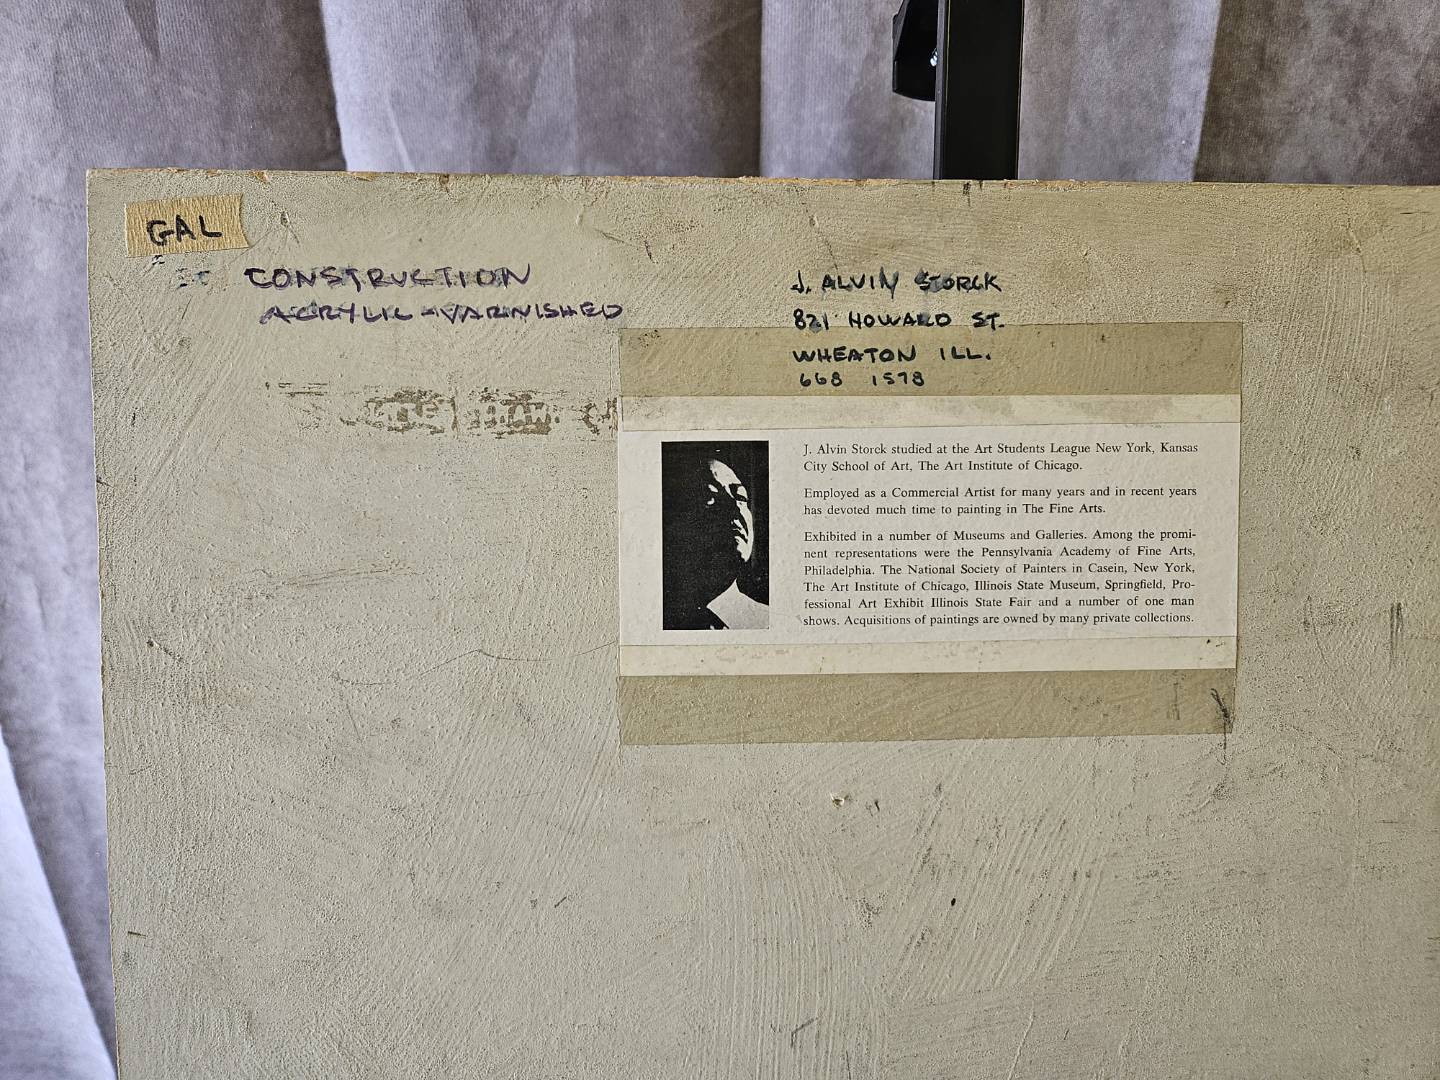 GAL
CONSTRUCTION
ACRYLIC - VARNISHED
J. ALVIN STORCK
821 HOWARD ST.
WHEATON ILL.
668 1578
J. Alvin Storck studied at the Art Students League New York, Kansas
City School of Art, The Art Institute of Chicago.
Employed as a Commercial Artist for many years and in recent years
has devoted much time to painting in The Fine Arts.
Exhibited in a number of Museums and Galleries. Among the promi-
nent representations were the Pennsylvania Academy of Fine Arts,
Philadelphia. The National Society of Painters in Casein, New York,
The Art Institute of Chicago, Illinois State Museum, Springfield, Pro-
fessional Art Exhibit Illinois State Fair and a number of one man
shows. Acquisitions of paintings are owned by many private collections.